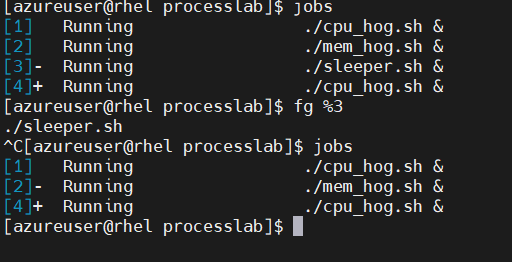 [azureuser@rhel processlab]$ jobs
[1]   Running                 ./cpu_hog.sh &
[2]   Running                 ./mem_hog.sh &
[3]-  Running                 ./sleeper.sh &
[4]+  Running                 ./cpu_hog.sh &
[azureuser@rhel processlab]$ fg %3
./sleeper.sh
^C[azureuser@rhel processlab]$ jobs
[1]   Running                 ./cpu_hog.sh &
[2]-  Running                 ./mem_hog.sh &
[4]+  Running                 ./cpu_hog.sh &
[azureuser@rhel processlab]$